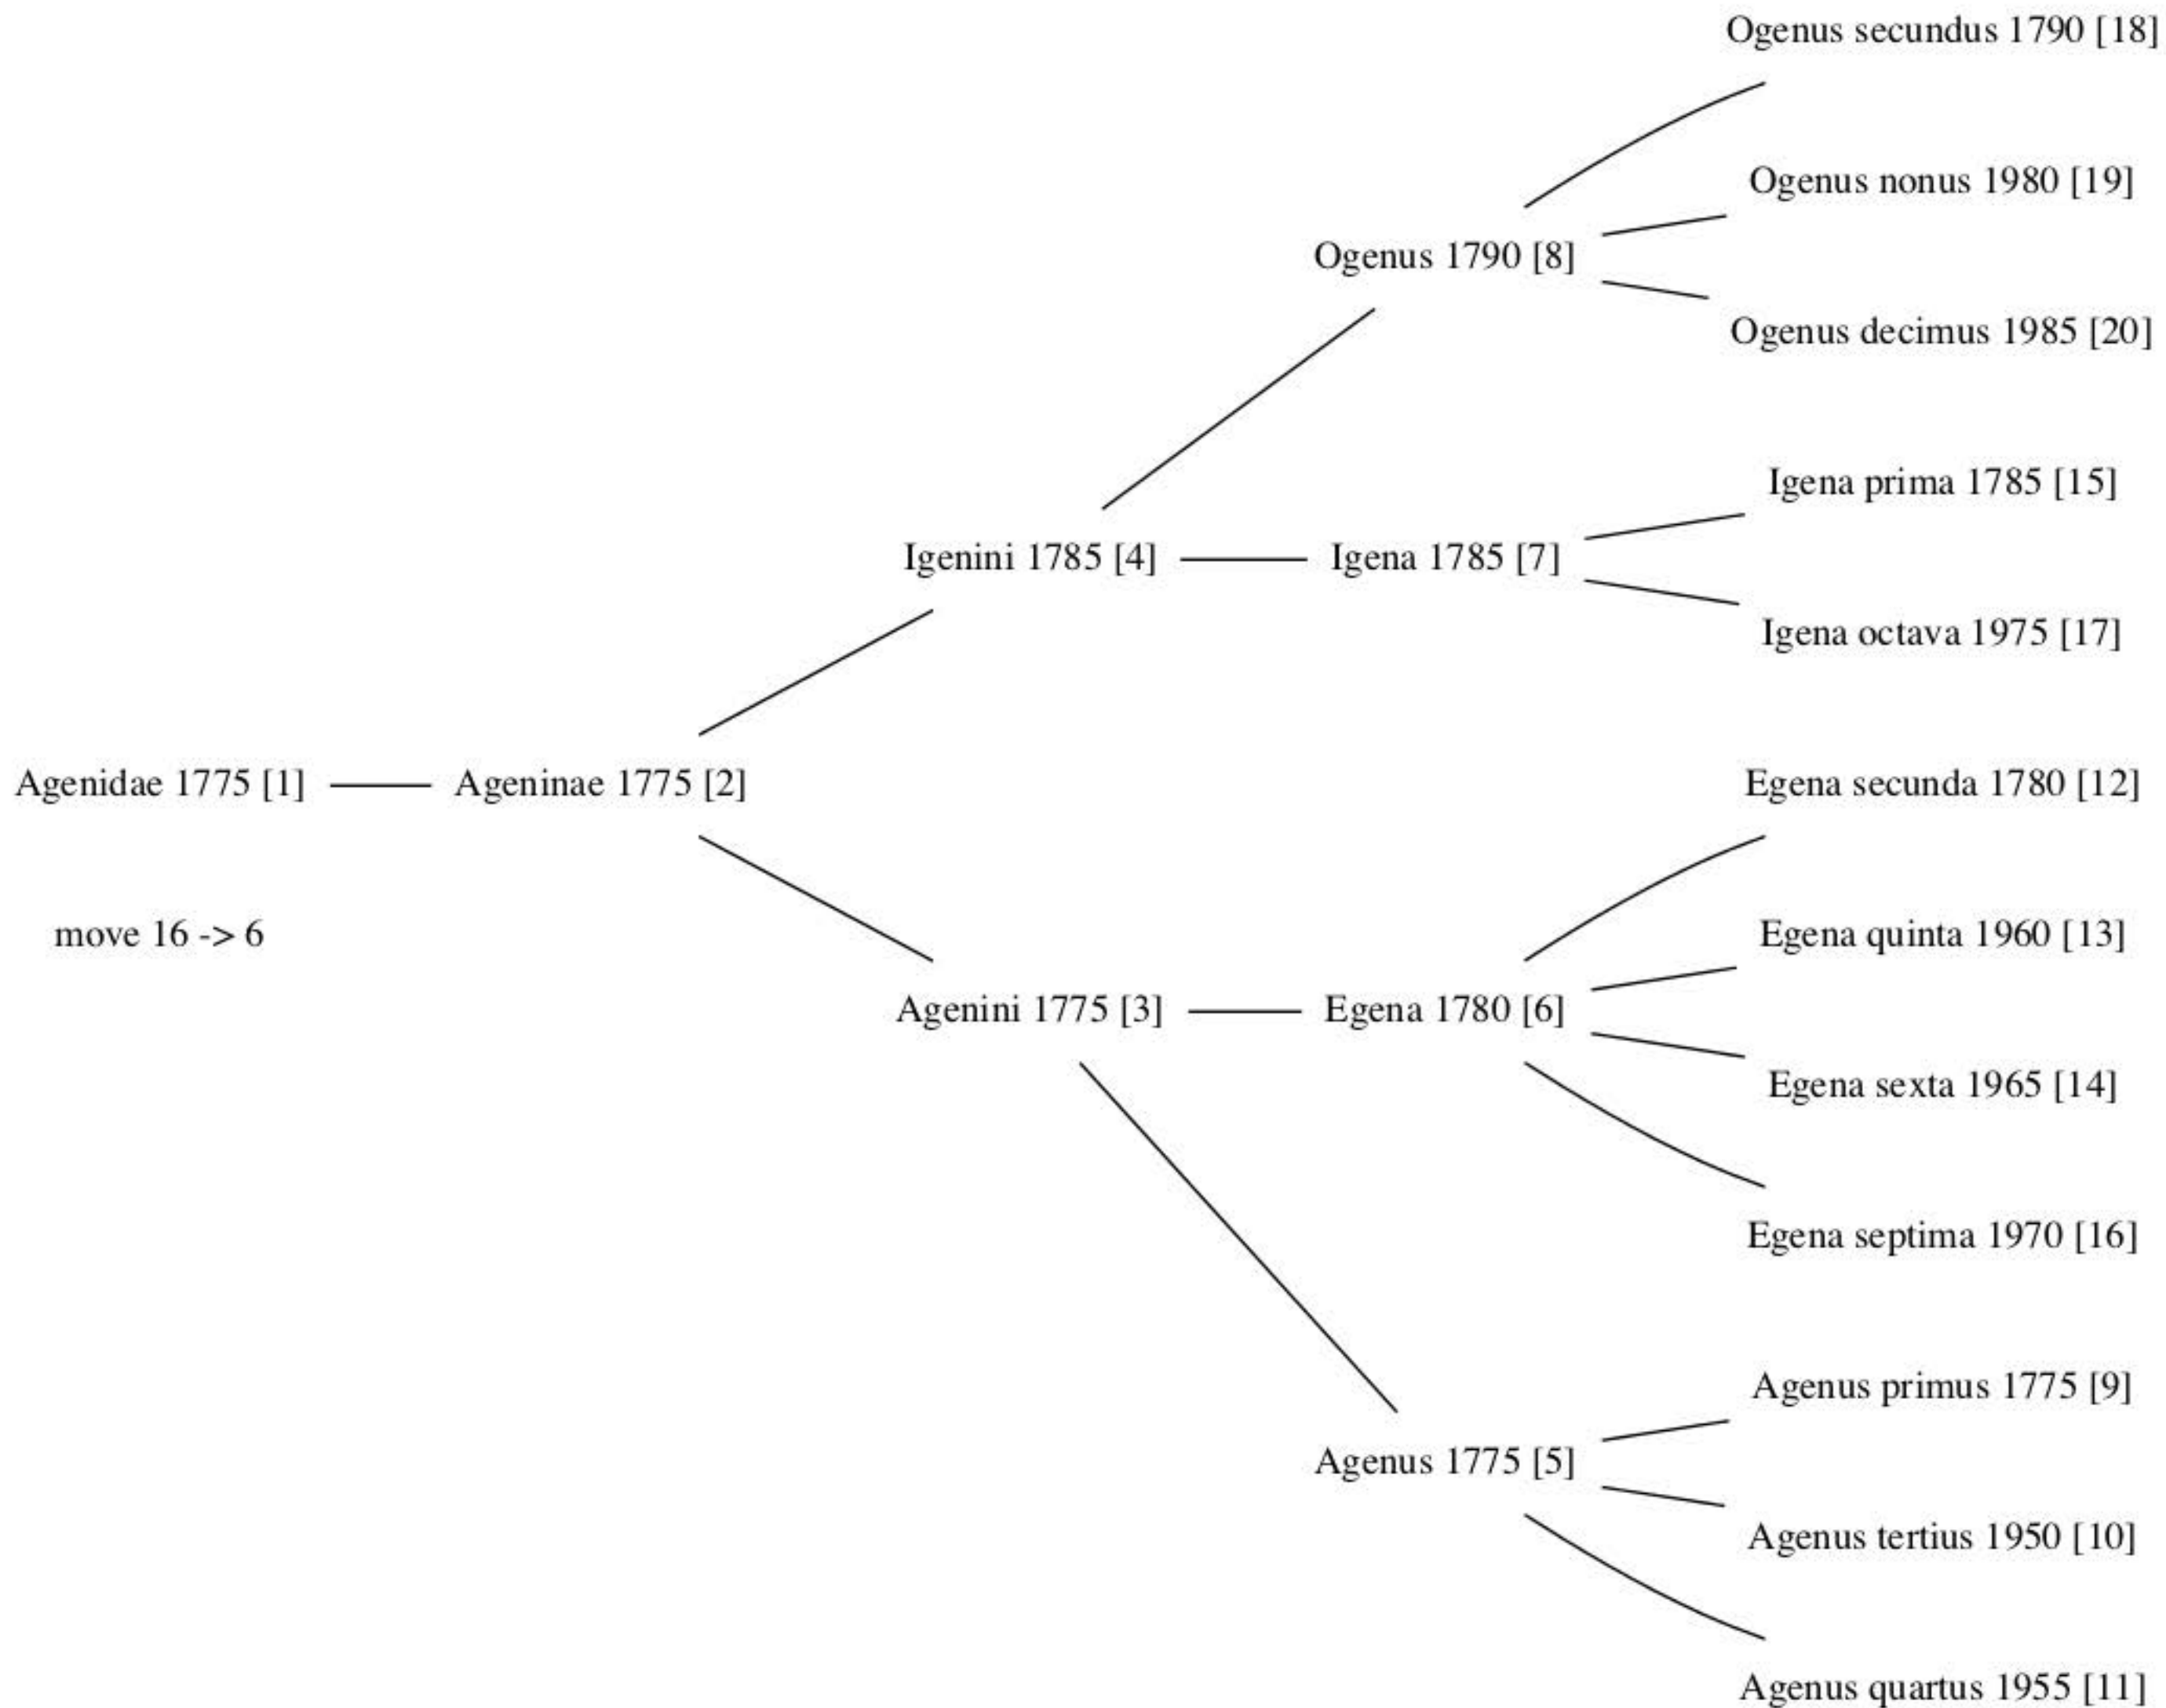 Ogenus secundus 1790 [18]
Ogenus nonus 1980 [19]
Ogenus 1790 [8]
Ogenus decimus 1985 [20]
Igena prima 1785 [15]
Igenini 1785 [4]
Igena 1785 [7]
Igena octava 1975 [17]
Agenidae 1775 [1]
Ageninae 1775 [2]
Egena secunda 1780 [12]
move 16 -> 6
Egena quinta 1960 [13]
Agenini 1775 [3]
Egena 1780 [6]
Egena sexta 1965 [14]
Egena septima 1970 [16]
Agenus primus 1775 [9]
Agenus 1775 [5]
Agenus tertius 1950 [10]
Agenus quartus 1955 [11]